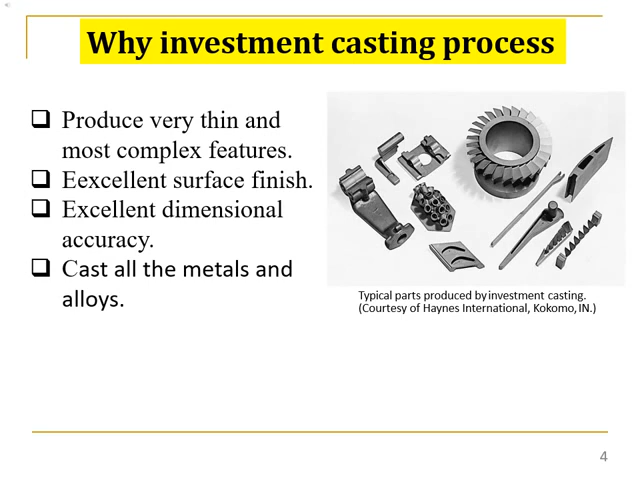 Why investment casting process
❑ Produce very thin and
most complex features.
❑ Eexcellent surface finish.
❑ Excellent dimensional
accuracy.
❑ Cast all the metals and
alloys.
Typical parts produced by investment casting.
(Courtesy of Haynes International, Kokomo, IN.)
4